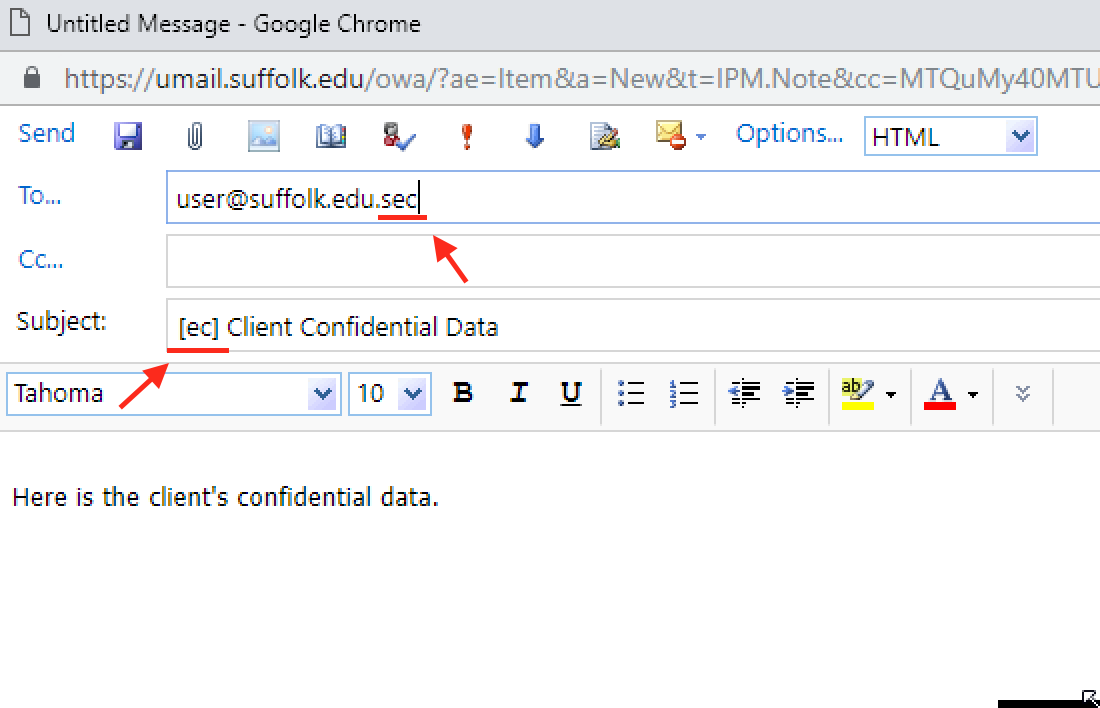 Untitled Message - Google Chrome
https://umail.suffolk.edu/owa/?ae=Item&a=New&t=IPM.Note&cc=MTQuMy40MTU
Send Options... HTML
To... user@suffolk.edu.sec
Cc...
Subject: [ec] Client Confidential Data
Tahoma 10 B I U ab A
Here is the client's confidential data.